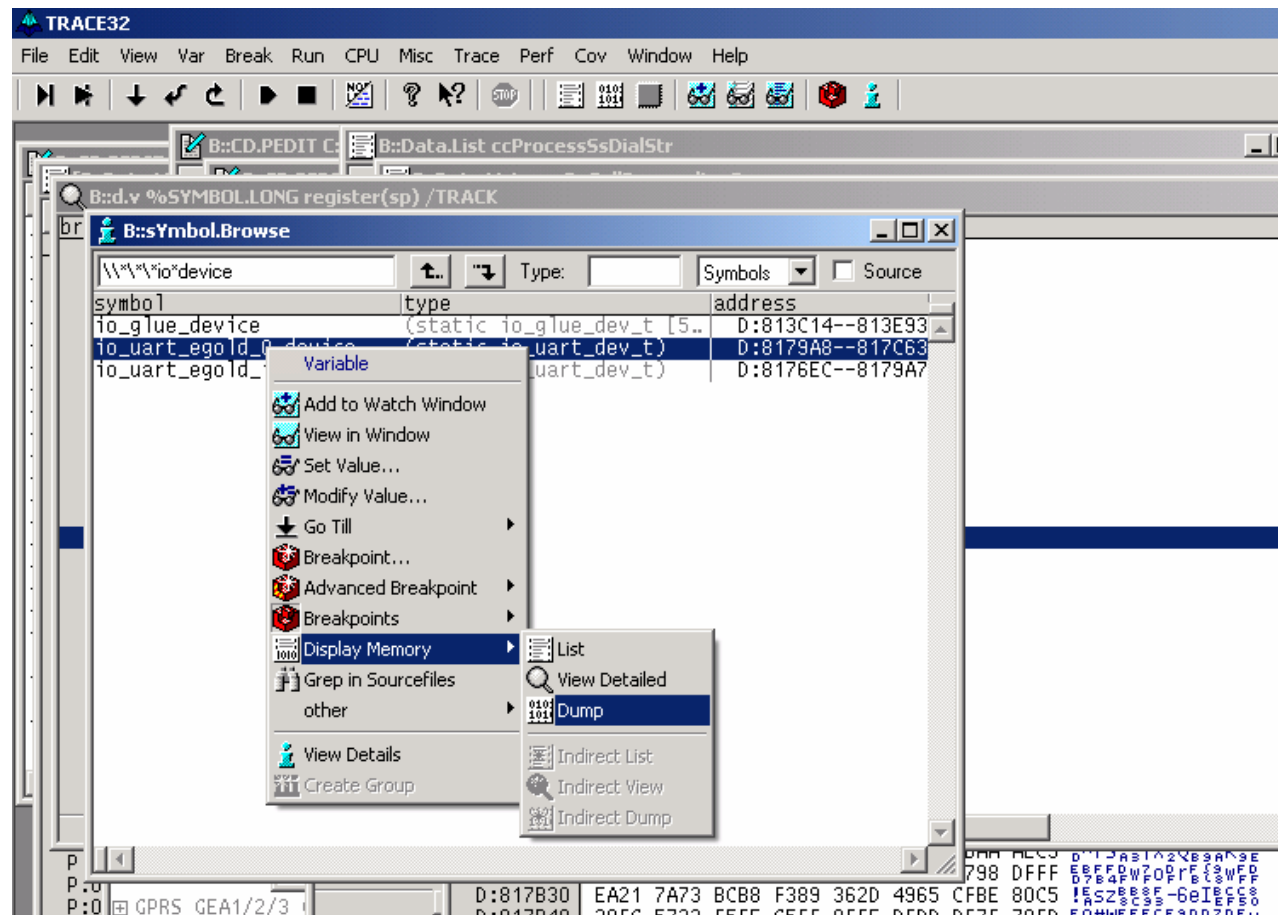 TRACE32
File Edit View Var Break Run CPU Misc Trace Perf Cov Window Help
B::CD.PEDIT C:
B::Data.List ccProcessSsDialStr
B::d.v %SYMBOL.LONG register(sp) /TRACK
br
B::sYmbol.Browse
\\*\*\*io*device
Type:
Symbols
Source
symbol type address
io_glue_device (static io_glue_dev_t [5.. D:813C14--813E93
io_uart_egold_0_device (static io_uart_dev_t) D:8179A8--817C63
io_uart_egold_ uart_dev_t) D:8176EC--8179A7
Variable
Add to Watch Window
View in Window
Set Value...
Modify Value...
Go Till
Breakpoint...
Advanced Breakpoint
Breakpoints
Display Memory
Grep in Sourcefiles
other
View Details
Create Group
List
View Detailed
Dump
Indirect List
Indirect View
Indirect Dump
P
P:0
P:0 GPRS GEA1/2/3
798 DFFF
D:817B30 EA21 7A73 BCB8 F389 362D 4965 CFBE 80C5